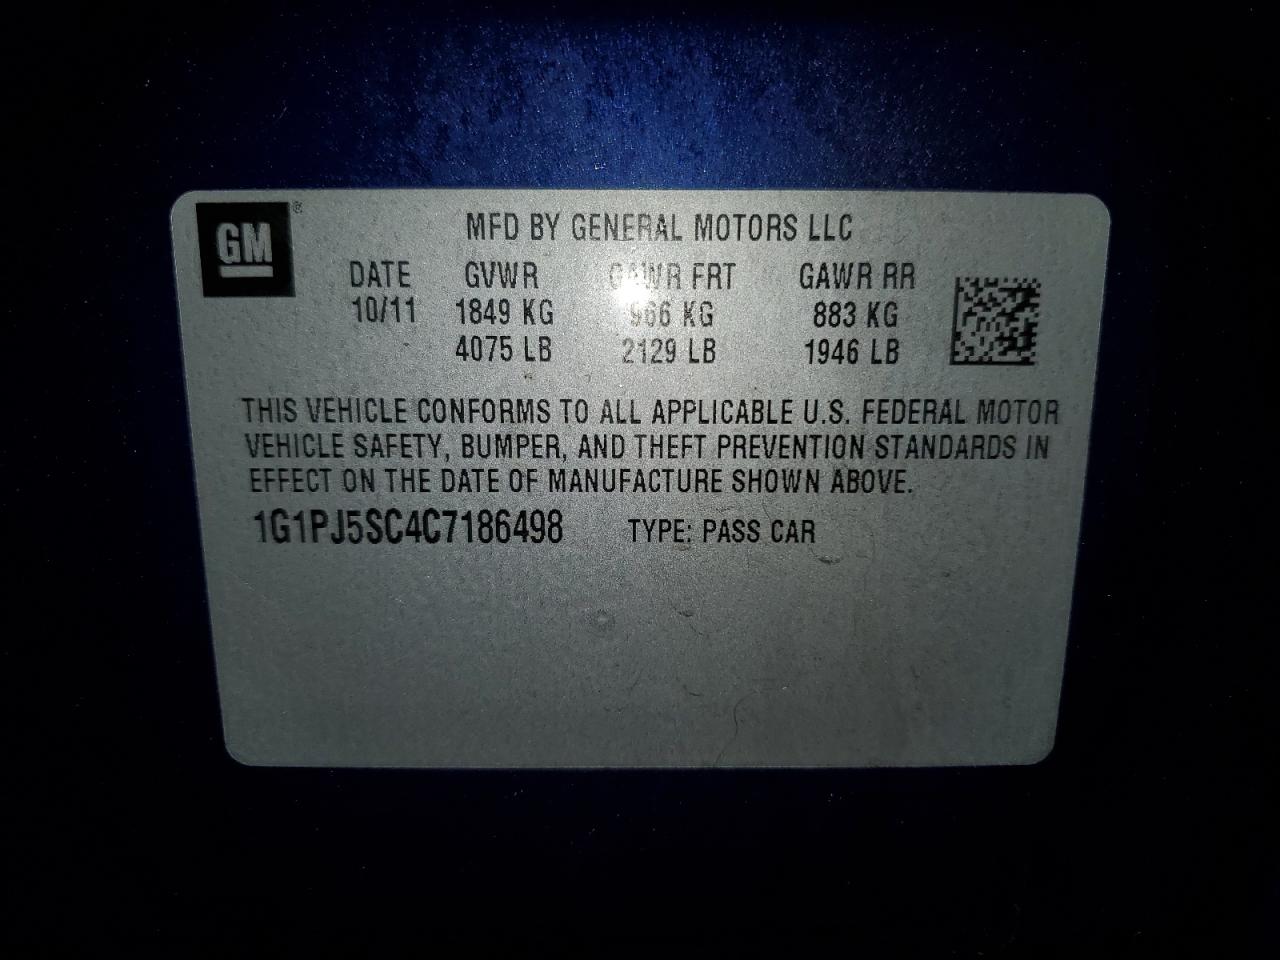 GM ®
MFD BY GENERAL MOTORS LLC
DATE GVWR GAWR FRT GAWR RR
10/11 1849 KG 966 KG 883 KG
4075 LB 2129 LB 1946 LB
THIS VEHICLE CONFORMS TO ALL APPLICABLE U.S. FEDERAL MOTOR
VEHICLE SAFETY, BUMPER, AND THEFT PREVENTION STANDARDS IN
EFFECT ON THE DATE OF MANUFACTURE SHOWN ABOVE.
1G1PJ5SC4C7186498 TYPE: PASS CAR